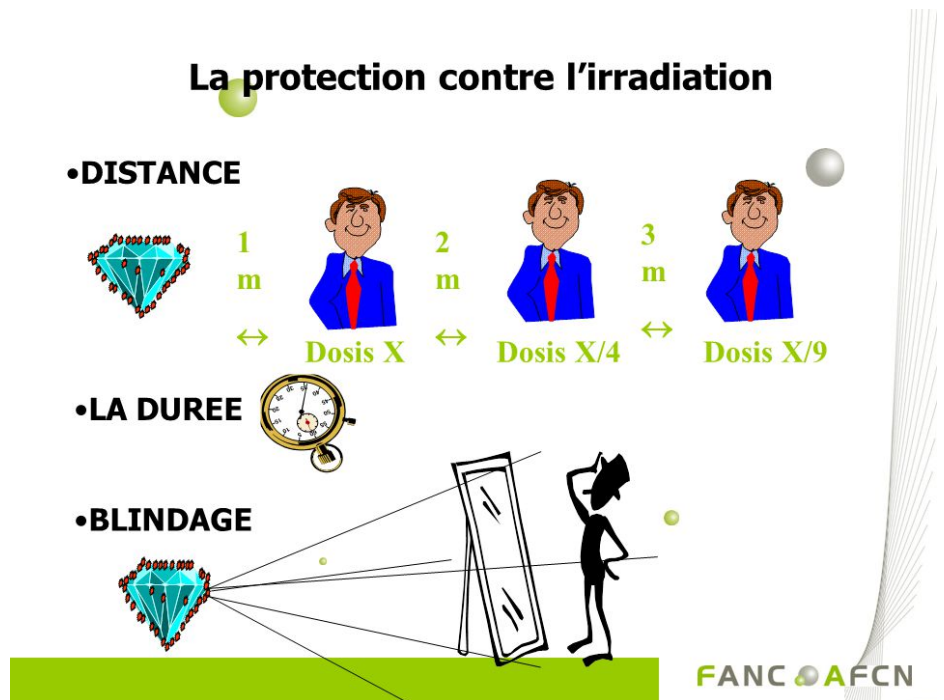 La protection contre l’irradiation
•DISTANCE
1
m
↔
2
m
↔
3
m
↔
Dosis X
Dosis X/4
Dosis X/9
•LA DUREE
•BLINDAGE
FANC AFCN